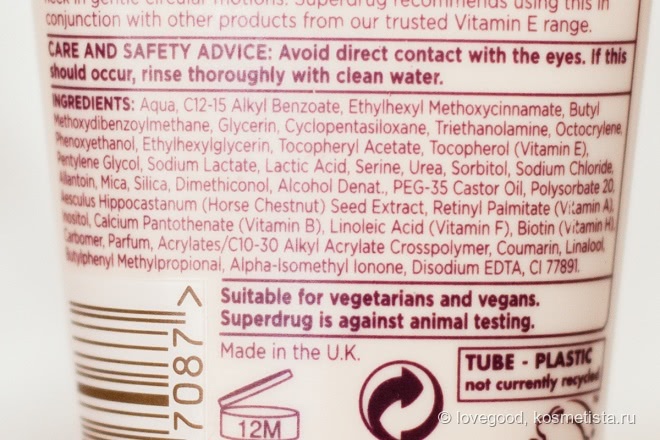 neck in gentle circular motions. Superdrug recommends using this in
conjunction with other products from our trusted Vitamin E range.
CARE AND SAFETY ADVICE: Avoid direct contact with the eyes. If this
should occur, rinse thoroughly with clean water.
INGREDIENTS: Aqua, C12-15 Alkyl Benzoate, Ethylhexyl Methoxycinnamate, Butyl
Methoxydibenzoylmethane, Glycerin, Cyclopentasiloxane, Triethanolamine, Octocrylene,
Phenoxyethanol, Ethylhexylglycerin, Tocopheryl Acetate, Tocopherol (Vitamin E),
Pentylene Glycol, Sodium Lactate, Lactic Acid, Serine, Urea, Sorbitol, Sodium Chloride,
Allantoin, Mica, Silica, Dimethiconol, Alcohol Denat., PEG-35 Castor Oil, Polysorbate 20,
Aesculus Hippocastanum (Horse Chestnut) Seed Extract, Retinyl Palmitate (Vitamin A),
Inositol, Calcium Pantothenate (Vitamin B), Linoleic Acid (Vitamin F), Biotin (Vitamin H),
Carbomer, Parfum, Acrylates/C10-30 Alkyl Acrylate Crosspolymer, Coumarin, Linalool,
Butylphenyl Methylpropional, Alpha-Isomethyl Ionone, Disodium EDTA, CI 77891.
Suitable for vegetarians and vegans.
Superdrug is against animal testing.
Made in the U.K.
TUBE - PLASTIC
not currently recycled
7087 >
12M
© lovegood, kosmetista.ru